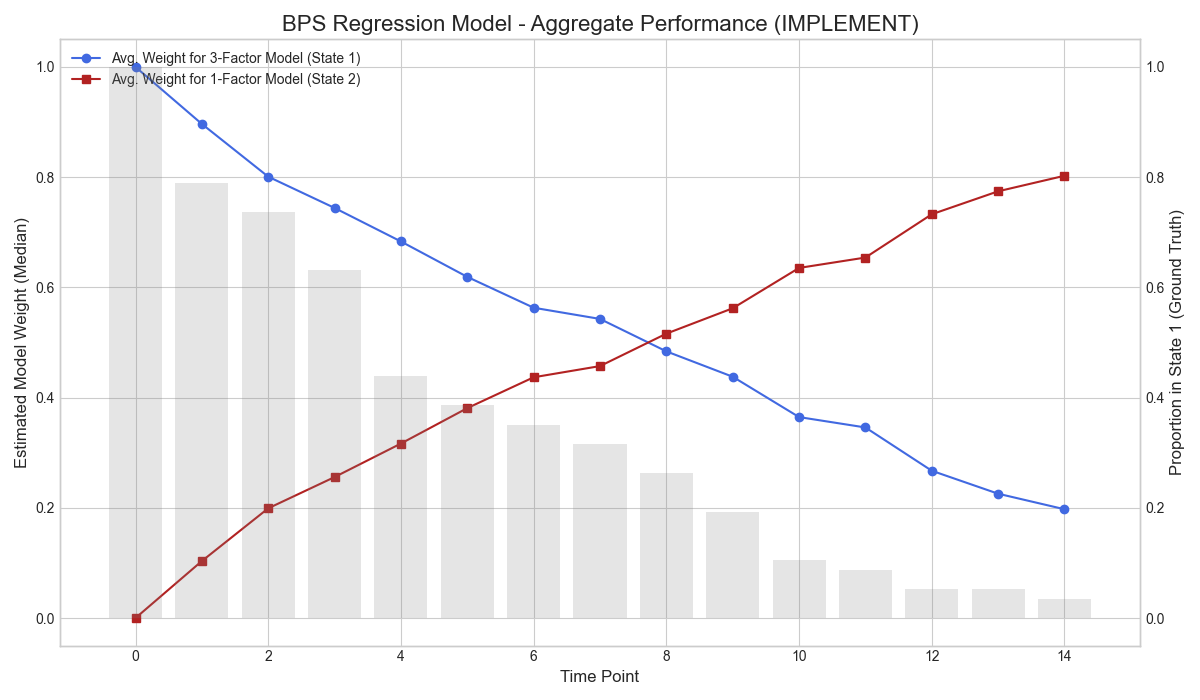 BPS Regression Model - Aggregate Performance (IMPLEMENT)
Avg. Weight for 3-Factor Model (State 1)
Avg. Weight for 1-Factor Model (State 2)
Estimated Model Weight (Median)
1.0
0.8
0.6
0.4
0.2
0.0
1.0
0.8
0.6
0.4
0.2
0.0
Proportion in State 1 (Ground Truth)
0 2 4 6 8 10 12 14
Time Point